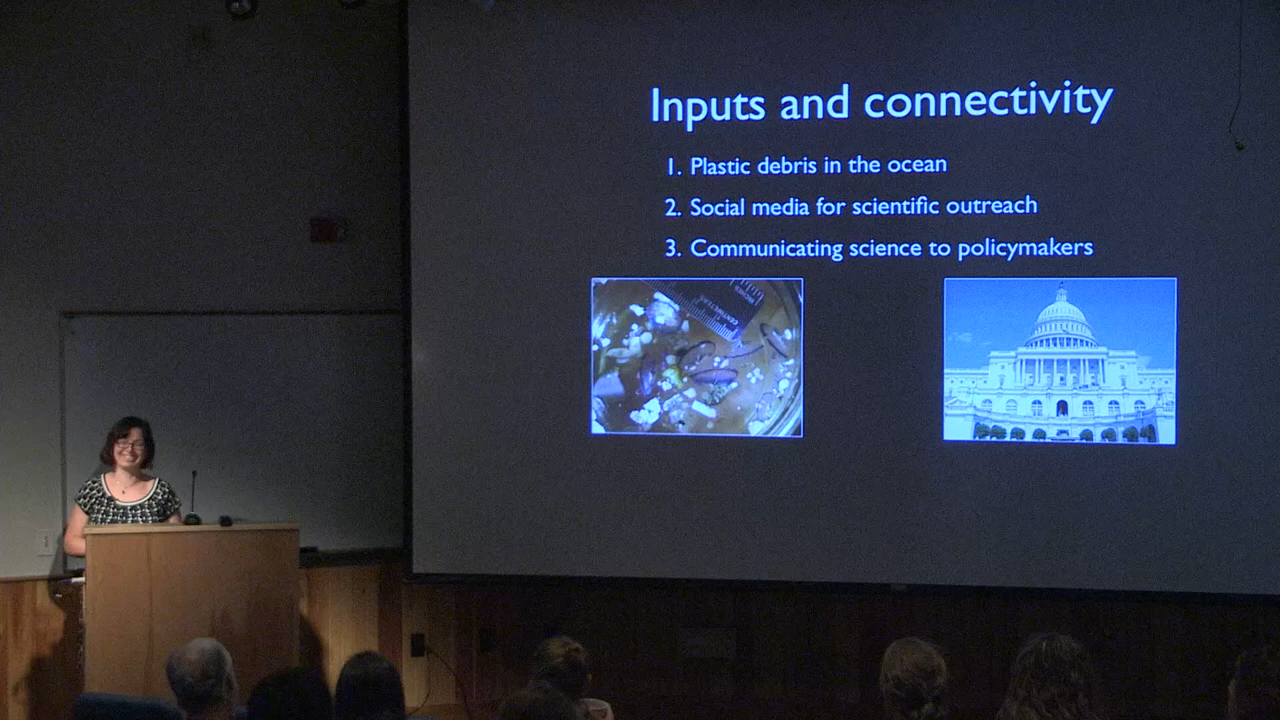 Inputs and connectivity
1. Plastic debris in the ocean
2. Social media for scientific outreach
3. Communicating science to policymakers